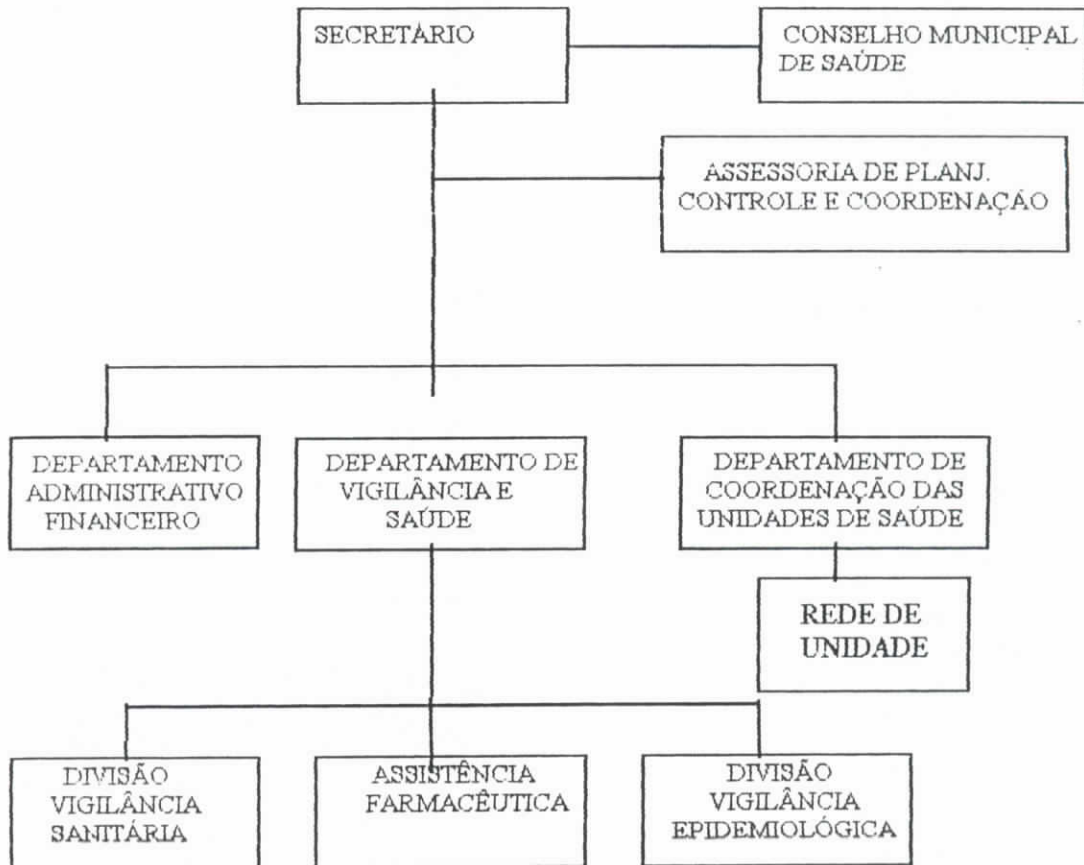 SECRETÁRIO
CONSELHO MUNICIPAL
DE SAÚDE
ASSESSORIA DE PLANJ.
CONTROLE E COORDENAÇÃO
DEPARTAMENTO
ADMINISTRATIVO
FINANCEIRO
DEPARTAMENTO DE
VIGILÂNCIA E
SAÚDE
DEPARTAMENTO DE
COORDENAÇÃO DAS
UNIDADES DE SAÚDE
REDE DE
UNIDADE
DIVISÃO
VIGILÂNCIA
SANITÁRIA
ASSISTÊNCIA
FARMACÊUTICA
DIVISÃO
VIGILÂNCIA
EPIDEMIOLÓGICA